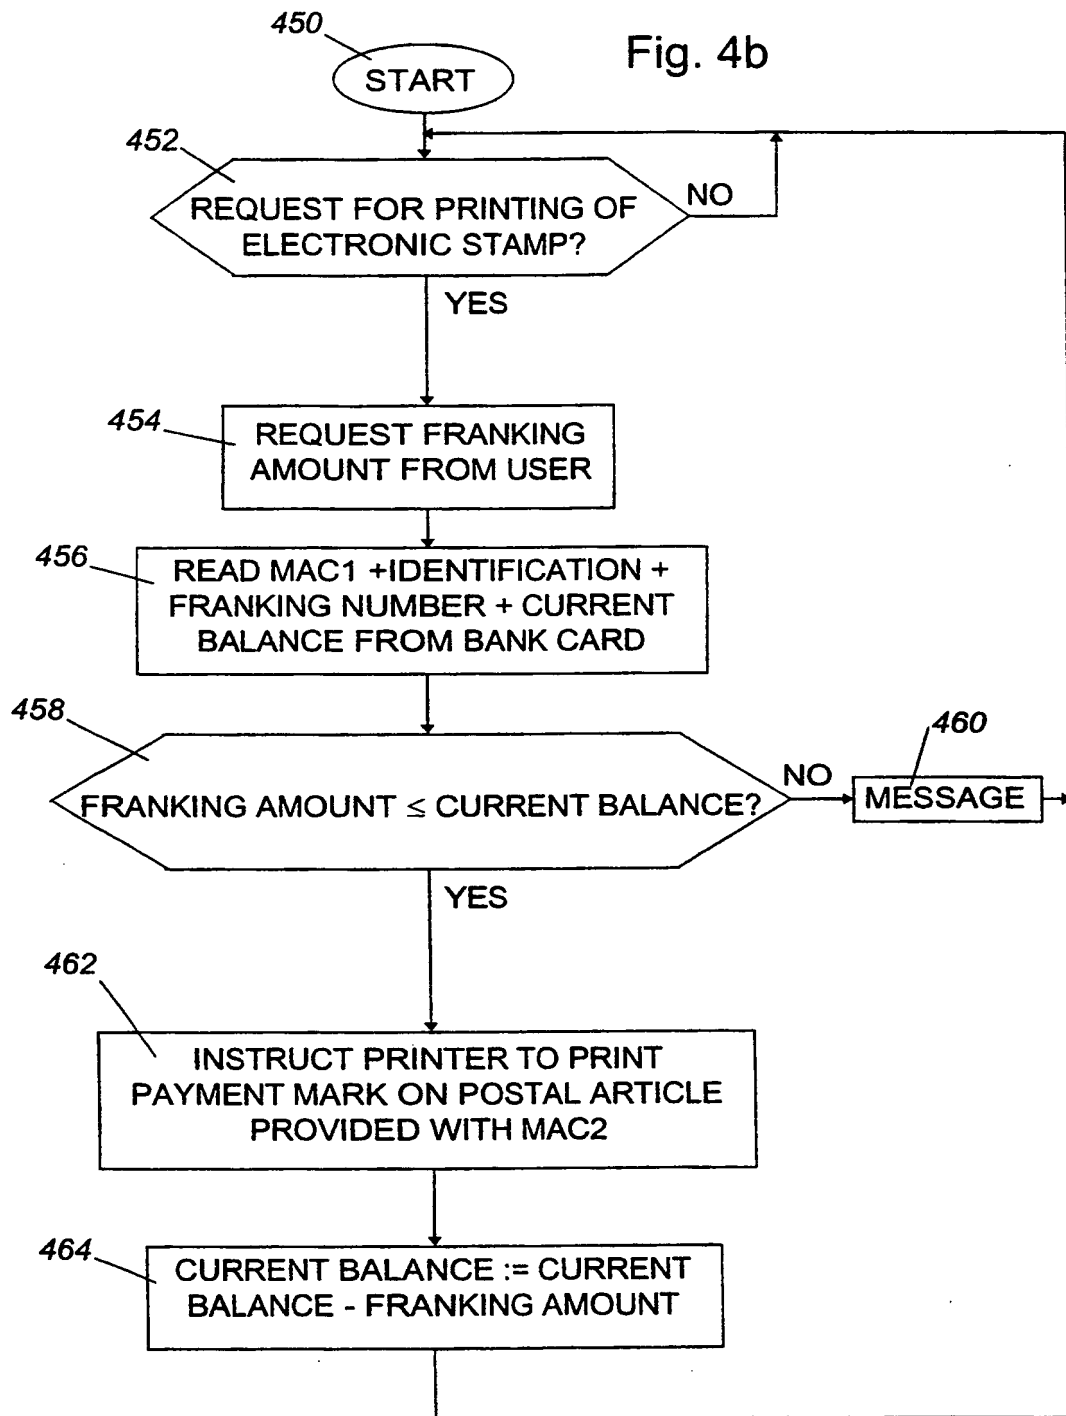 450
Fig. 4b
START
452
NO
REQUEST FOR PRINTING OF
ELECTRONIC STAMP?
YES
454
REQUEST FRANKING
AMOUNT FROM USER
456
READ MAC1 +IDENTIFICATION +
FRANKING NUMBER + CURRENT
BALANCE FROM BANK CARD
458
460
NO
FRANKING AMOUNT ≤ CURRENT BALANCE?
MESSAGE
YES
462
INSTRUCT PRINTER TO PRINT
PAYMENT MARK ON POSTAL ARTICLE
PROVIDED WITH MAC2
464
CURRENT BALANCE := CURRENT
BALANCE - FRANKING AMOUNT